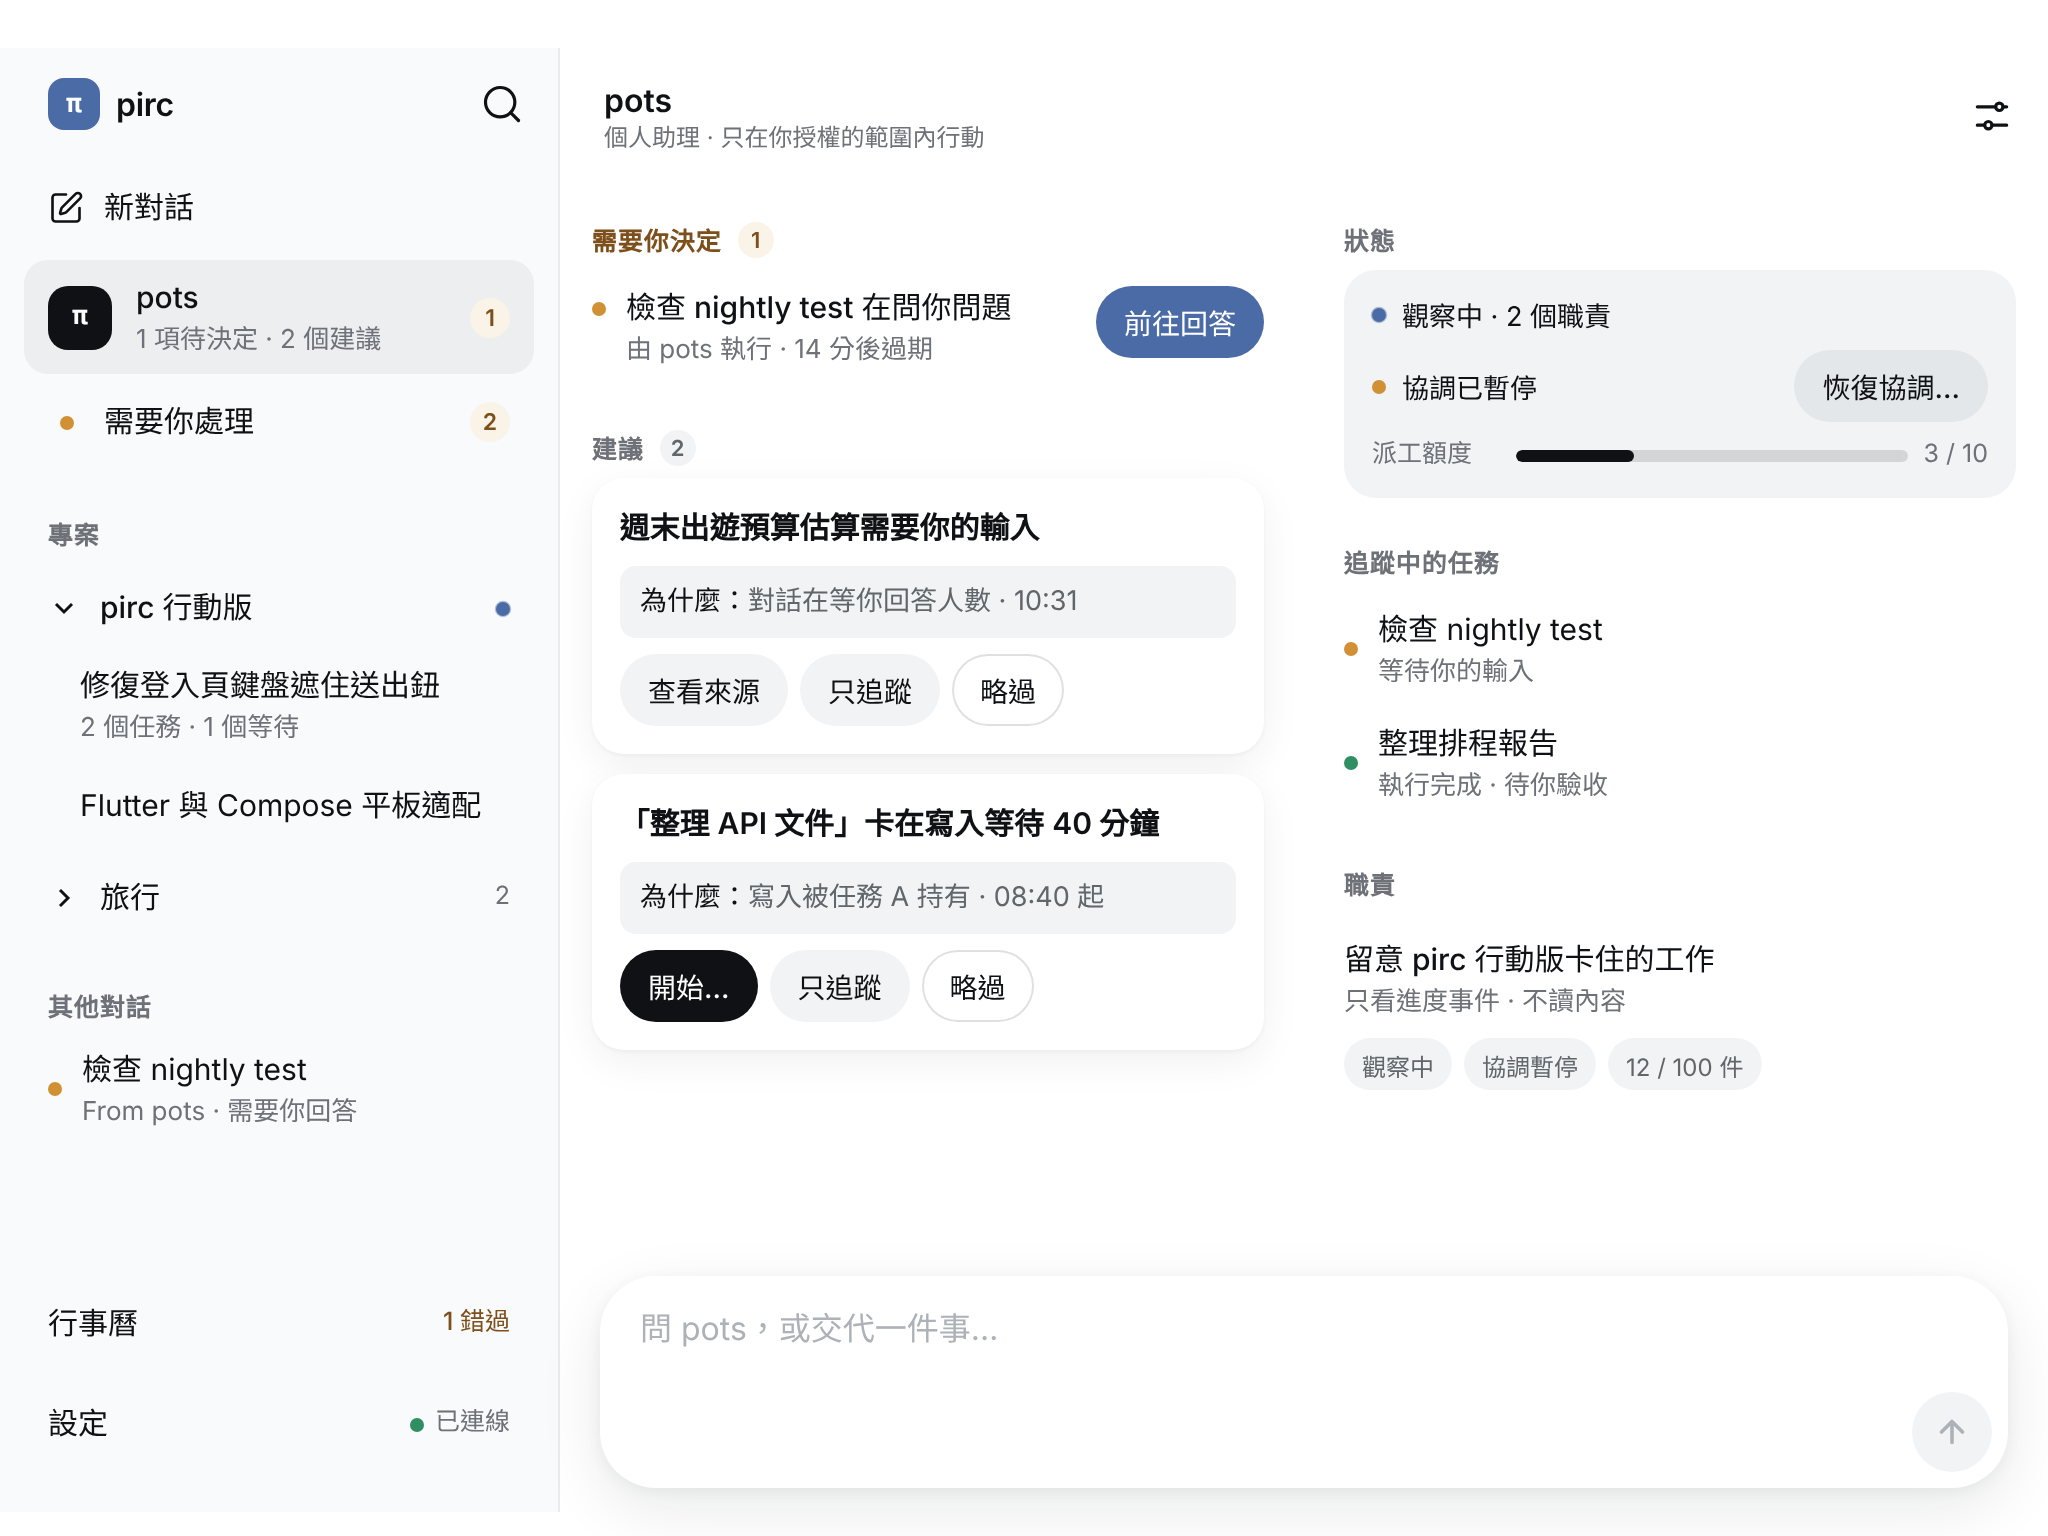 π pirc
新對話
π
pots
1 項待決定 · 2 個建議
1
需要你處理
2
專案
pirc 行動版
修復登入頁鍵盤遮住送出鈕
2 個任務 · 1 個等待
Flutter 與 Compose 平板適配
旅行
2
其他對話
檢查 nightly test
From pots · 需要你回答
行事曆
1 錯過
設定
已連線
pots
個人助理 · 只在你授權的範圍內行動
需要你決定
1
檢查 nightly test 在問你問題
由 pots 執行 · 14 分後過期
前往回答
建議
2
週末出遊預算估算需要你的輸入
為什麼：對話在等你回答人數 · 10:31
查看來源
只追蹤
略過
「整理 API 文件」卡在寫入等待 40 分鐘
為什麼：寫入被任務 A 持有 · 08:40 起
開始...
只追蹤
略過
狀態
觀察中 · 2 個職責
協調已暫停
恢復協調...
派工額度
3 / 10
追蹤中的任務
檢查 nightly test
等待你的輸入
整理排程報告
執行完成 · 待你驗收
職責
留意 pirc 行動版卡住的工作
只看進度事件 · 不讀內容
觀察中
協調暫停
12 / 100 件
問 pots，或交代一件事...